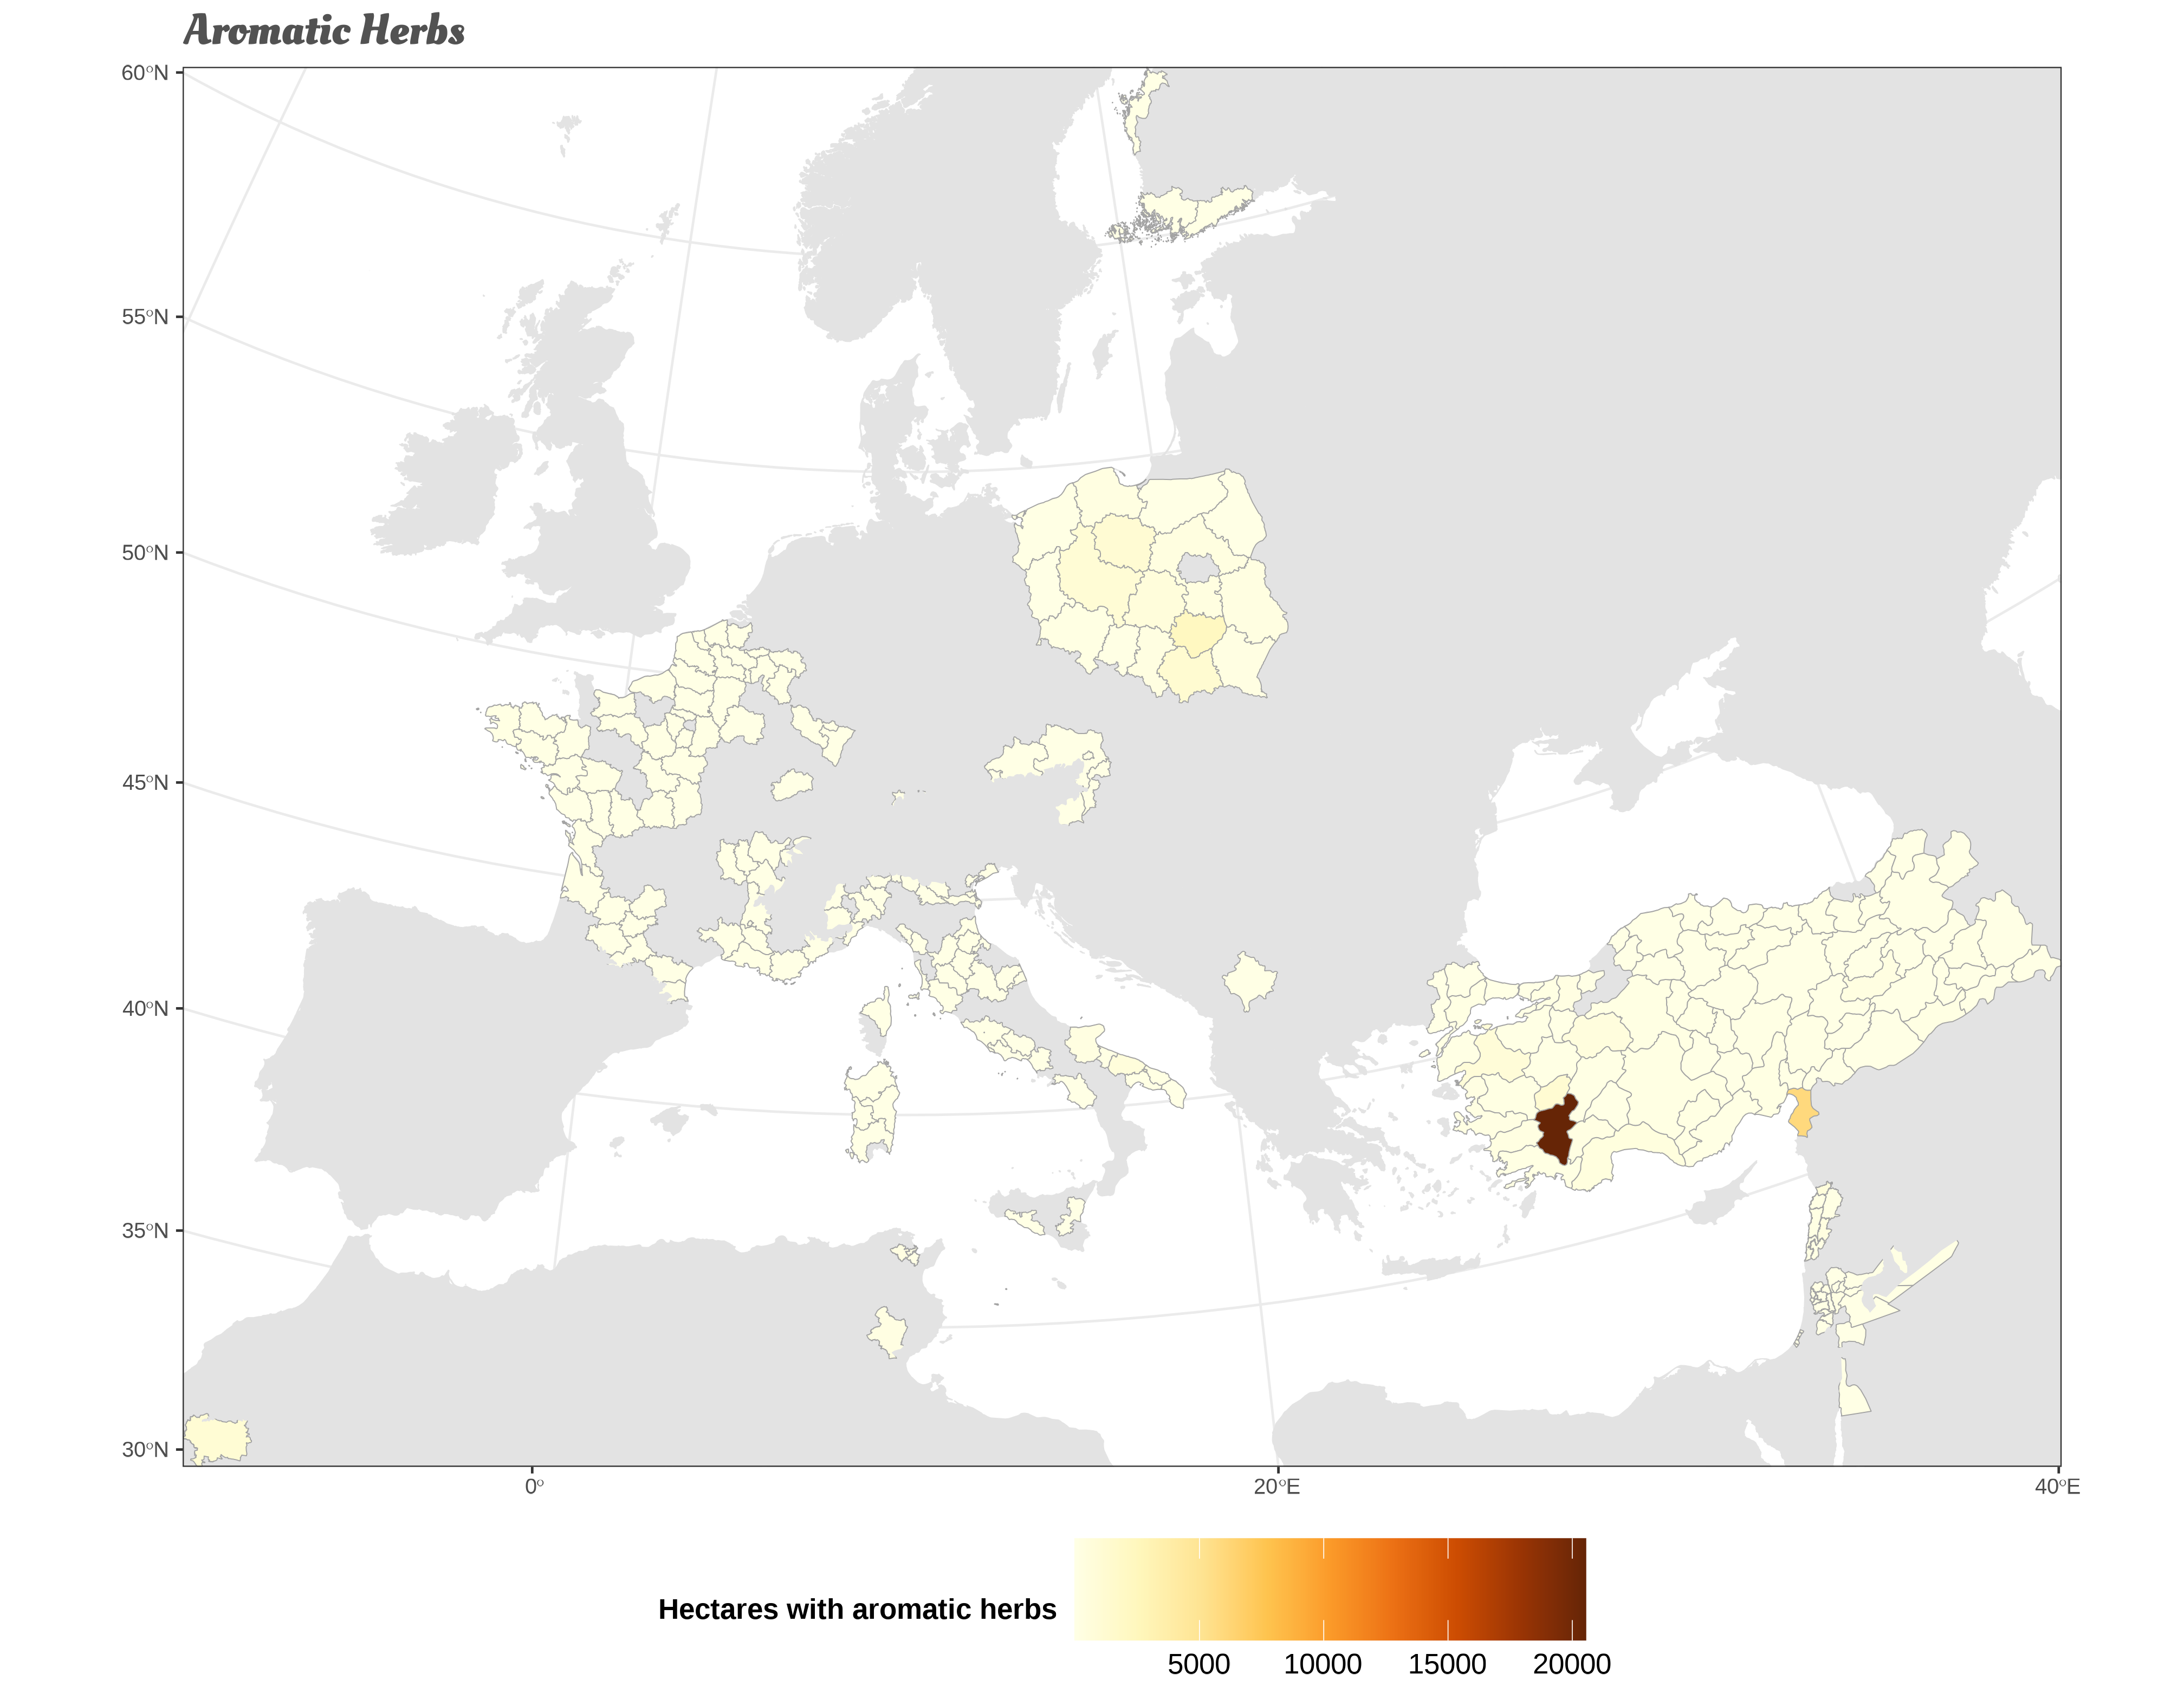 Aromatic Herbs
60°N
55°N
50°N
45°N
40°N
35°N
30°N
0° 20°E 40°E
Hectares with aromatic herbs
5000 10000 15000 20000